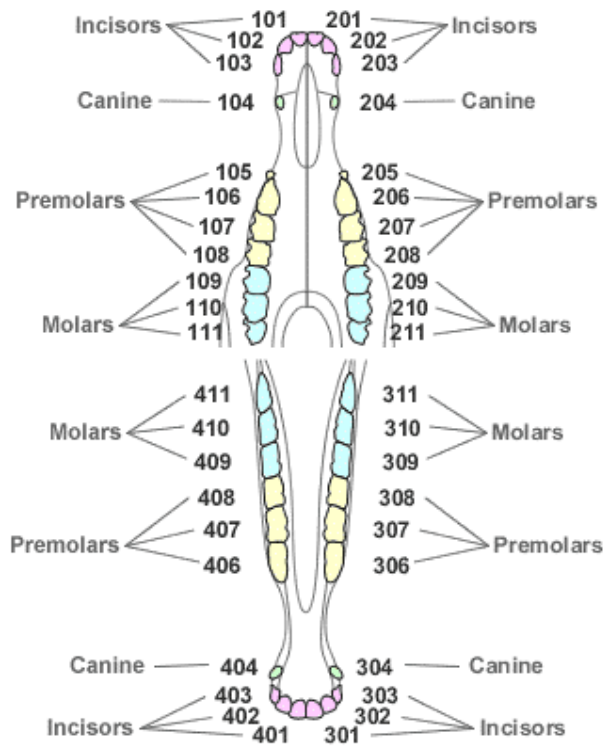 Incisors 101 201 Incisors
102 202
103 203
Canine 104 204 Canine
105 205
Premolars 106 206 Premolars
107 207
108 208
109 209
110 210
Molars 111 211 Molars
411 311
Molars 410 310 Molars
409 309
408 308
407 307
Premolars 406 306 Premolars
Canine 404 304 Canine
403 303
402 302
Incisors 401 301 Incisors